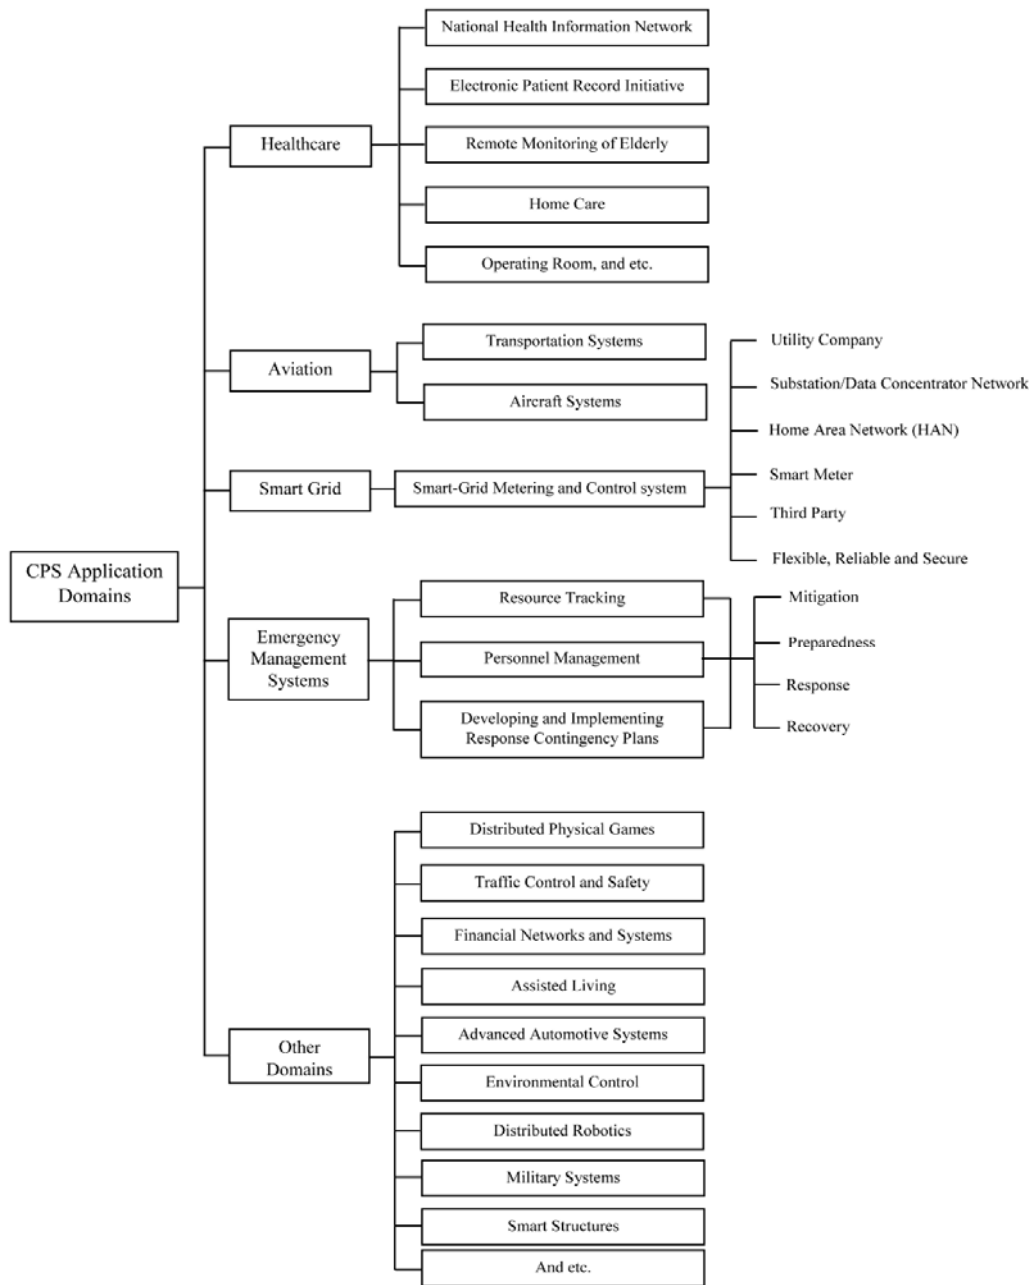 National Health Information Network
Electronic Patient Record Initiative
Healthcare
Remote Monitoring of Elderly
Home Care
Operating Room, and etc.
Transportation Systems
Aviation
Aircraft Systems
Utility Company
Substation/Data Concentrator Network
Home Area Network (HAN)
Smart Grid
Smart-Grid Metering and Control system
Smart Meter
Third Party
Flexible, Reliable and Secure
CPS Application
Domains
Emergency
Management
Systems
Resource Tracking
Personnel Management
Developing and Implementing
Response Contingency Plans
Mitigation
Preparedness
Response
Recovery
Other
Domains
Distributed Physical Games
Traffic Control and Safety
Financial Networks and Systems
Assisted Living
Advanced Automotive Systems
Environmental Control
Distributed Robotics
Military Systems
Smart Structures
And etc.